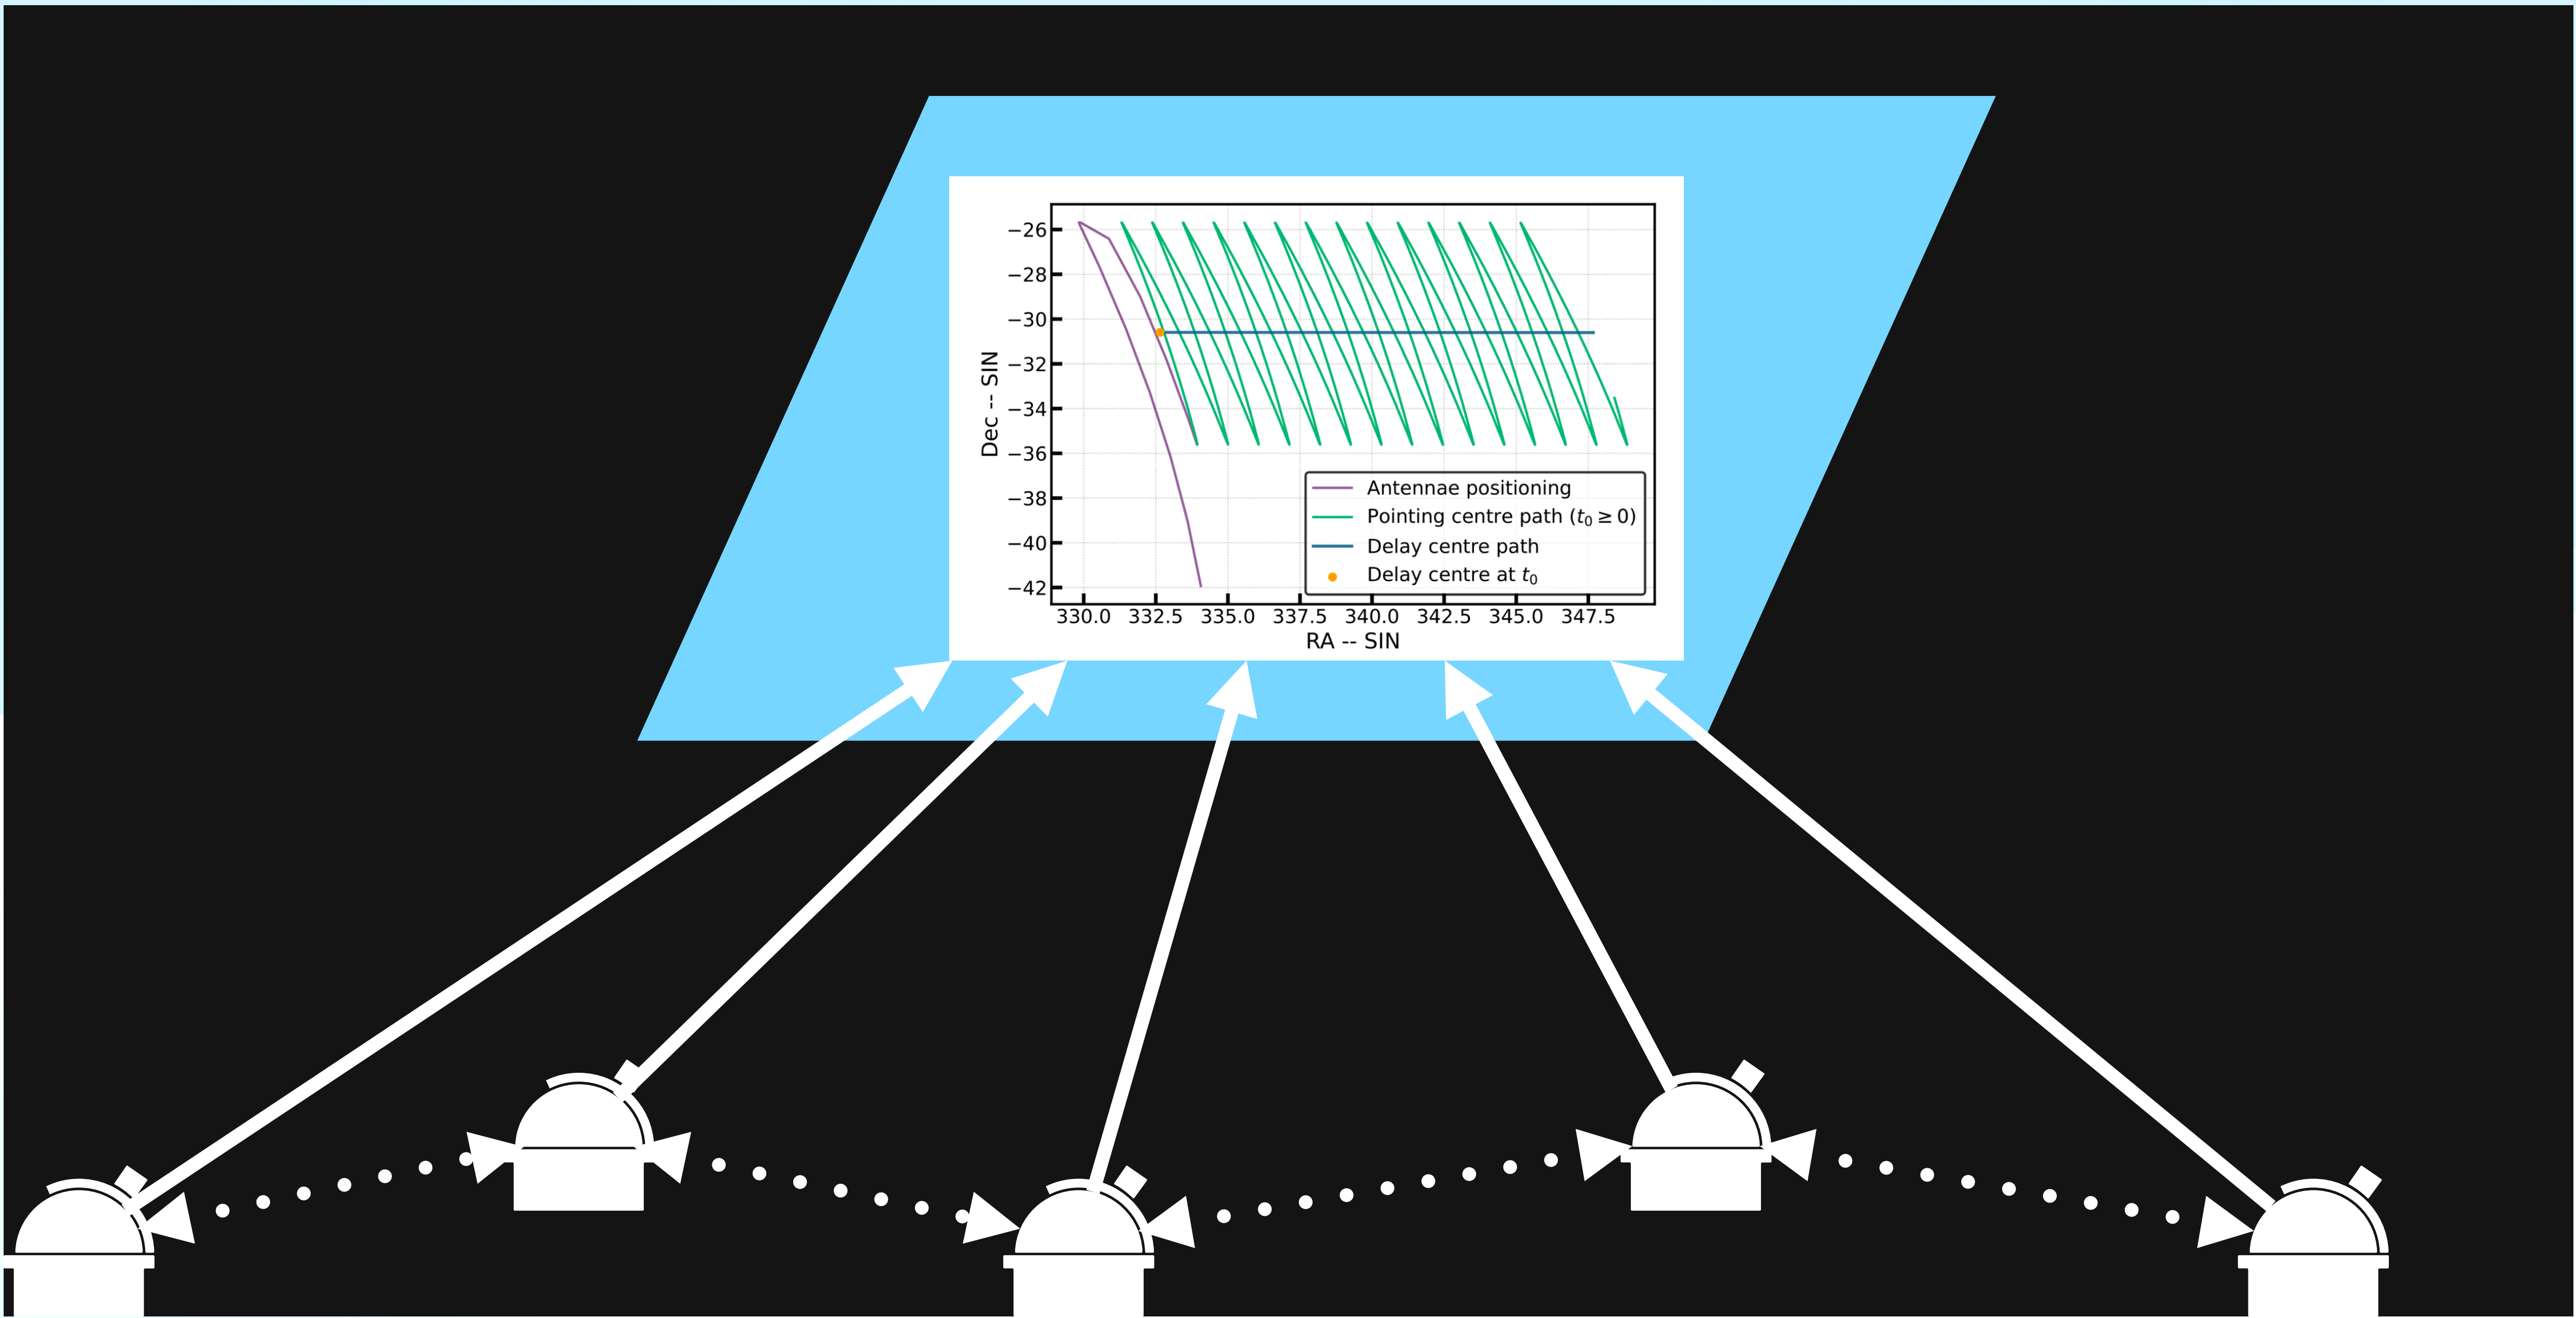 −26
−28
−30
−32
−34
−36
−38
−40
−42
Dec -- SIN
Antennae positioning
Pointing centre path (t₀ ≥ 0)
Delay centre path
Delay centre at t₀
330.0 332.5 335.0 337.5 340.0 342.5 345.0 347.5
RA -- SIN